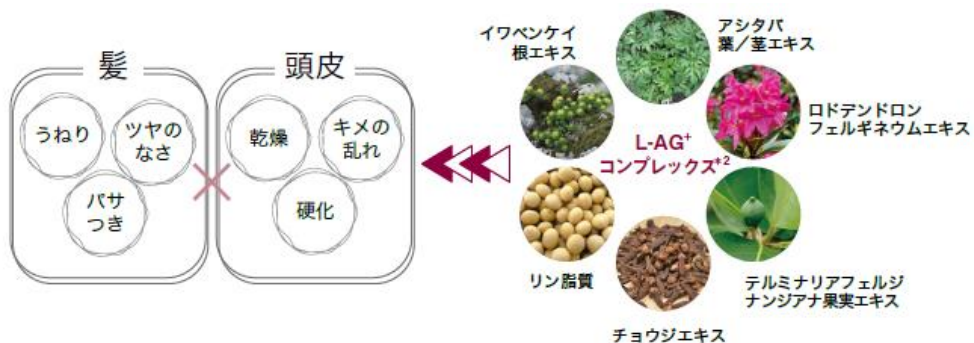 髪
うねり
ツヤの
なさ
パサ
つき
頭皮
乾燥
キメの
乱れ
硬化
イワベンケイ
根エキス
アシタバ
葉／茎エキス
ロドデンドロン
フェルギネウムエキス
L-AG⁺
コンプレックス*²
リン脂質
チョウジエキス
テルミナリアフェルジ
ナンジアナ果実エキス